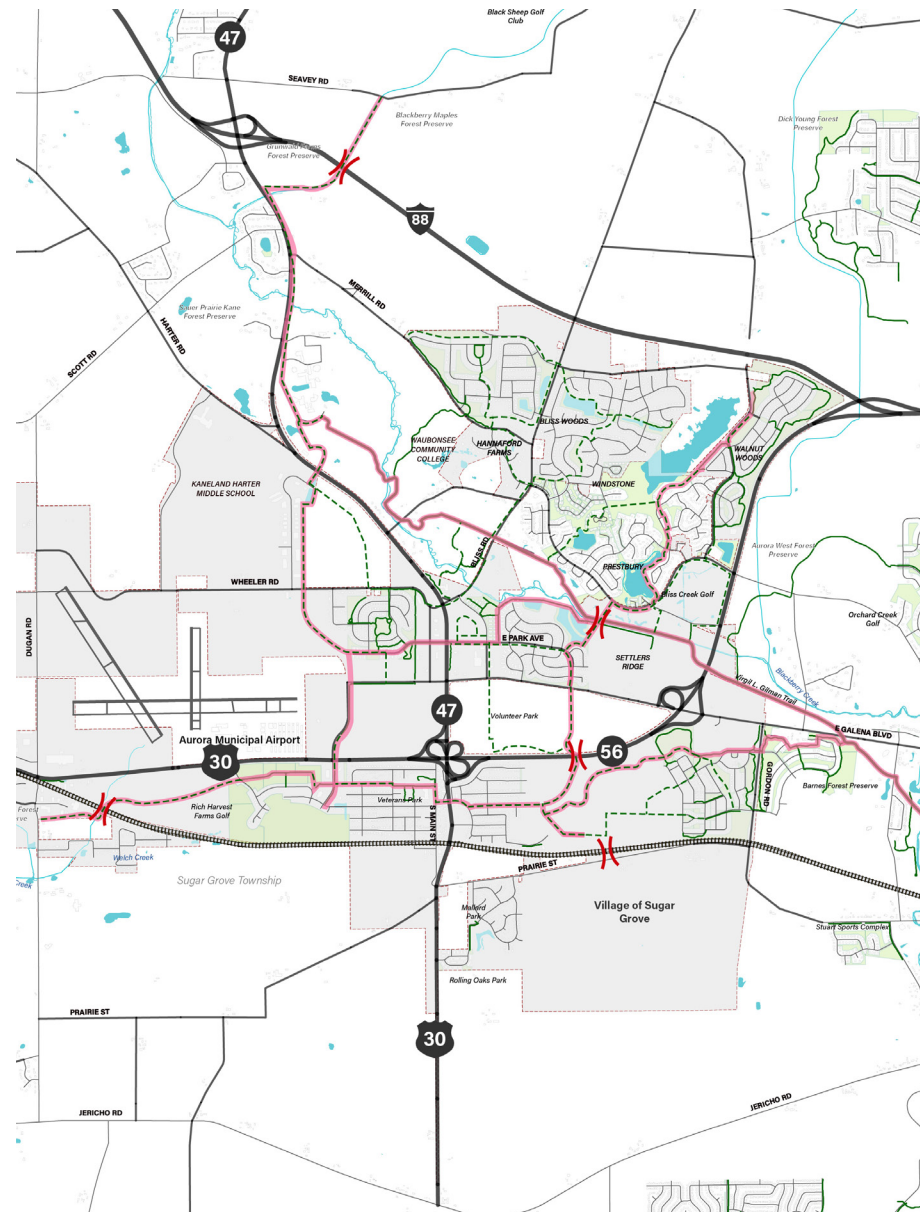 Black Sheep Golf
Club
47
SEAVEY RD
Blackberry Maples
Forest Preserve
Dick Young Forest
Preserve
Forest Preserve
88
MERRILL RD
Prairie Kane
Forest Preserve
HARTER RD
SCOTT RD
BLISS WOODS
WAUBONSEE
COMMUNITY
COLLEGE
HANNAFORD
FARMS
WALNUT
WOODS
KANELAND HARTER
MIDDLE SCHOOL
WINDSTONE
BLISS RD
Aurora West Forest
Preserve
PRESTBURY
WHEELER RD
Bliss Creek Golf
Orchard Creek
Golf
DUGAN RD
E PARK AVE
SETTLERS
RIDGE
Blackberry Creek
Virgil L. Gilman Trail
47
Volunteer Park
E GALENA BLVD
Aurora Municipal Airport
30
56
GORDON RD
Barnes Forest Preserve
Forest
Rich Harvest
Farms Golf
Veterans Park
S MAIN ST
Welch Creek
PRAIRIE ST
Creek
Sugar Grove Township
Mallard
Park
Village of Sugar
Grove
Stuart Sports Complex
Rolling Oaks Park
PRAIRIE ST
30
JERICHO RD
JERICHO RD